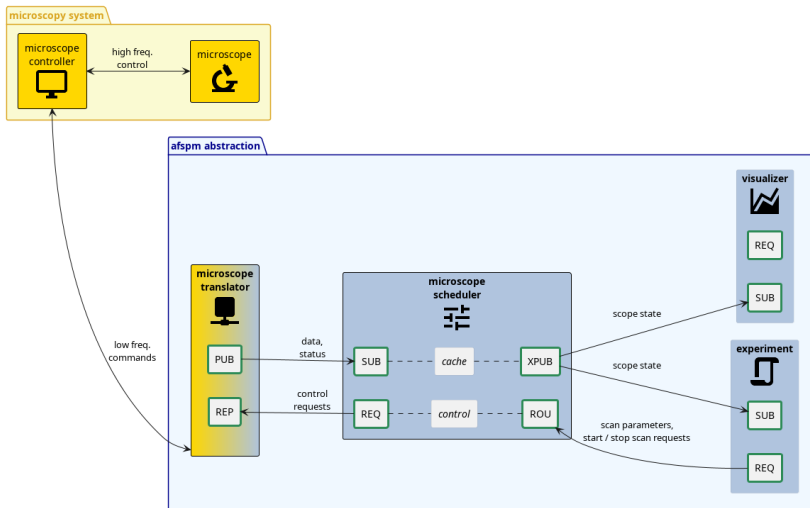 microscopy system
microscope
controller
high freq.
control
microscope
afspm abstraction
visualizer
REQ
SUB
microscope
translator
PUB
REP
low freq.
commands
data,
status
control
requests
microscope
scheduler
SUB
cache
XPUB
REQ
control
ROU
scope state
scope state
scan parameters,
start / stop scan requests
experiment
SUB
REQ